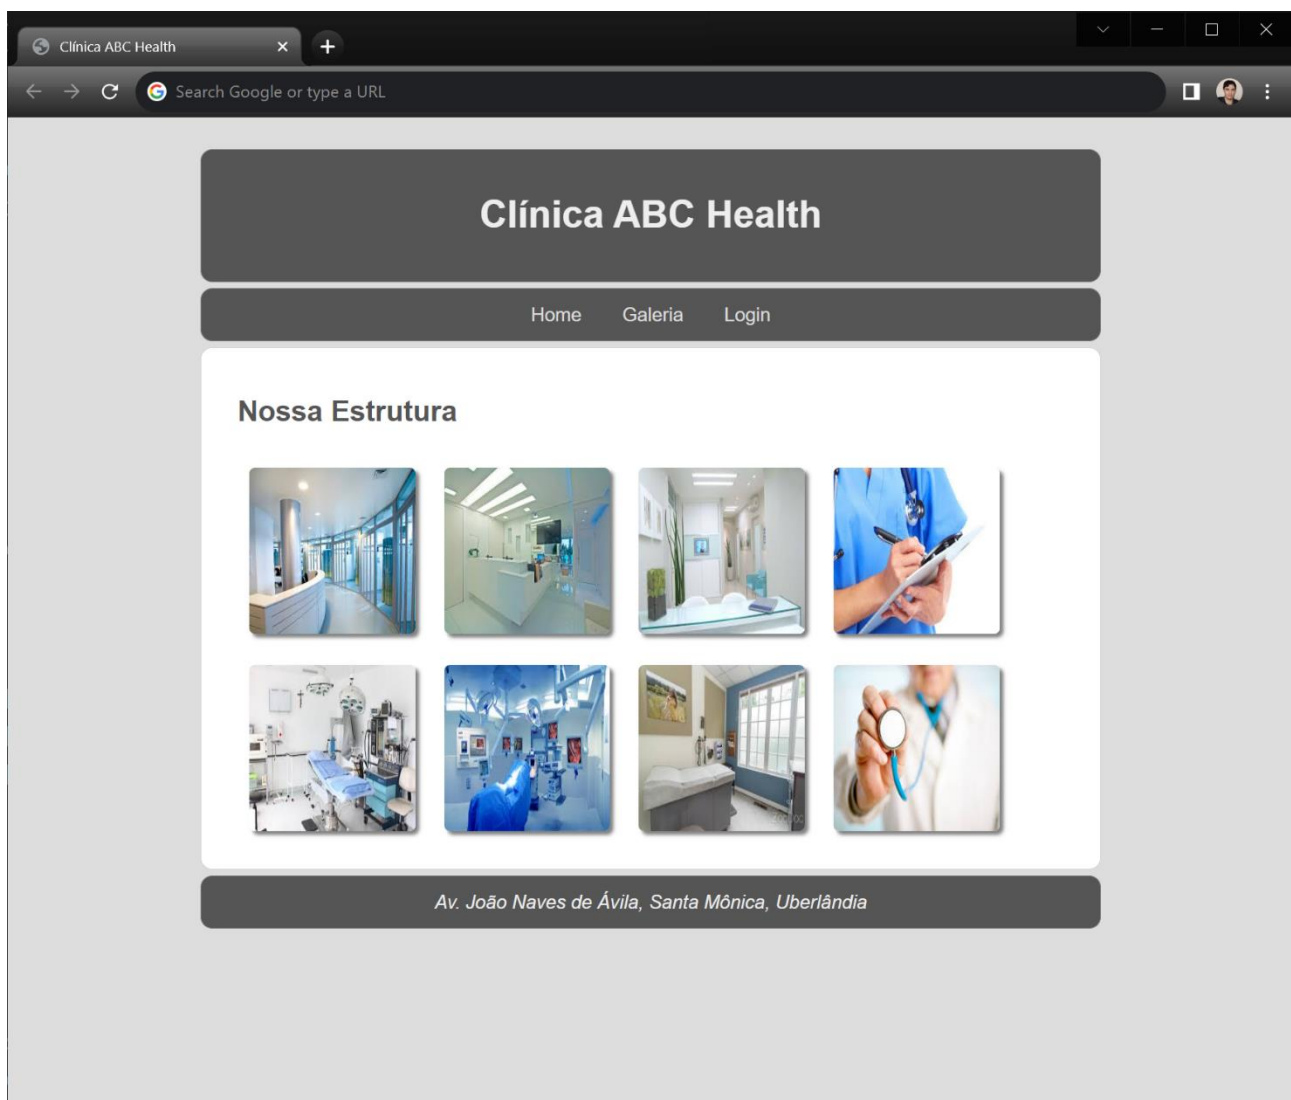 Clínica ABC Health
Search Google or type a URL
Clínica ABC Health
Home Galeria Login
Nossa Estrutura
Av. João Naves de Ávila, Santa Mônica, Uberlândia